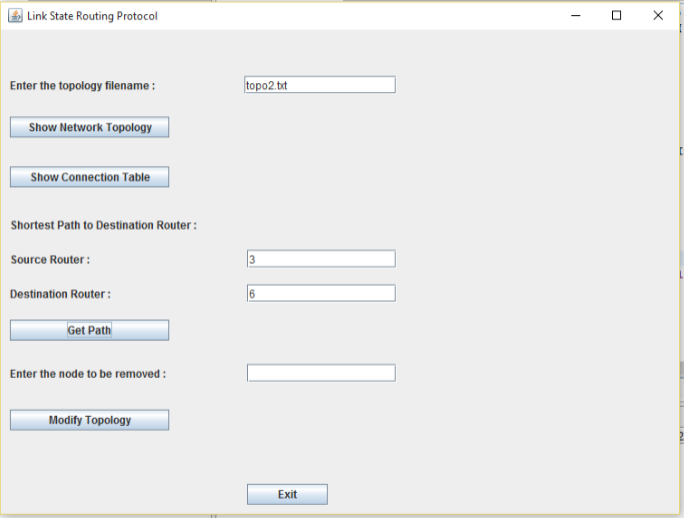 Link State Routing Protocol
Enter the topology filename : topo2.txt
Show Network Topology
Show Connection Table
Shortest Path to Destination Router :
Source Router : 3
Destination Router : 6
Get Path
Enter the node to be removed :
Modify Topology
Exit